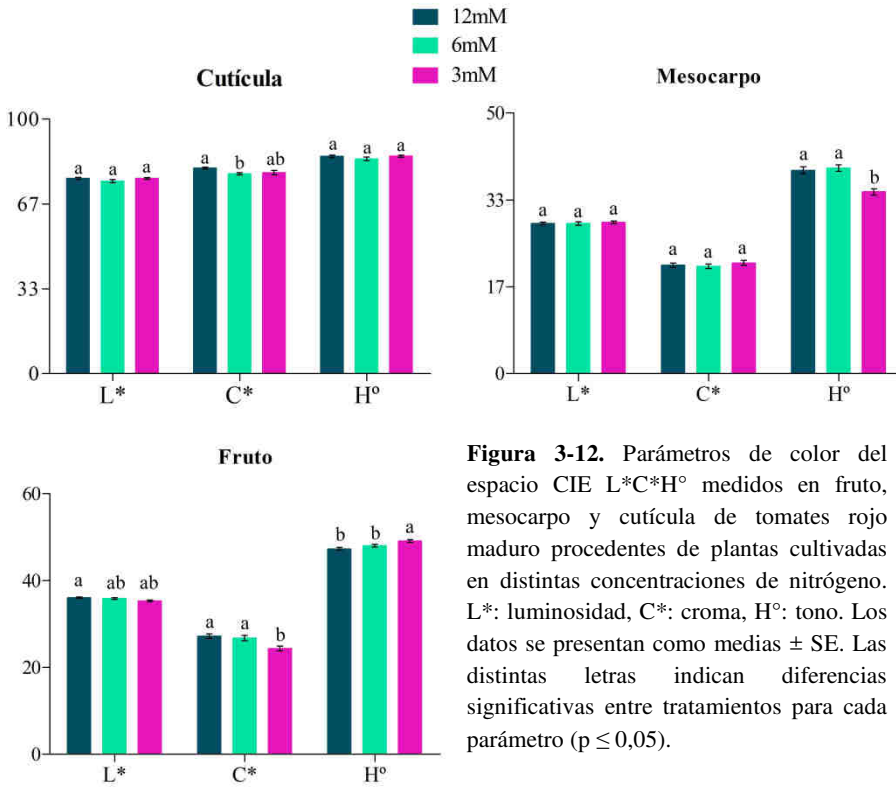 12mM
6mM
3mM
Cutícula
100
67
33
0
a a a
a b ab
a a a
L* C* Hº
Mesocarpo
50
33
17
0
a a a
a a a
a a b
L* C* Hº
Fruto
60
40
20
0
a ab ab
a a b
b b a
L* C* Hº
Figura 3-12. Parámetros de color del
espacio CIE L*C*H° medidos en fruto,
mesocarpo y cutícula de tomates rojo
maduro procedentes de plantas cultivadas
en distintas concentraciones de nitrógeno.
L*: luminosidad, C*: croma, H°: tono. Los
datos se presentan como medias ± SE. Las
distintas letras indican diferencias
significativas entre tratamientos para cada
parámetro (p ≤ 0,05).